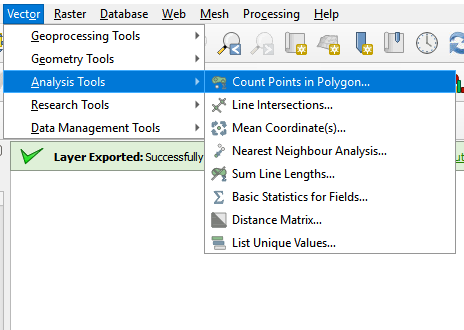 Vector Raster Database Web Mesh Processing Help
Geoprocessing Tools
Geometry Tools
Analysis Tools
Research Tools
Data Management Tools
Count Points in Polygon...
Line Intersections...
Mean Coordinate(s)...
Nearest Neighbour Analysis...
Sum Line Lengths...
Basic Statistics for Fields...
Distance Matrix...
List Unique Values...
Layer Exported: Successfully